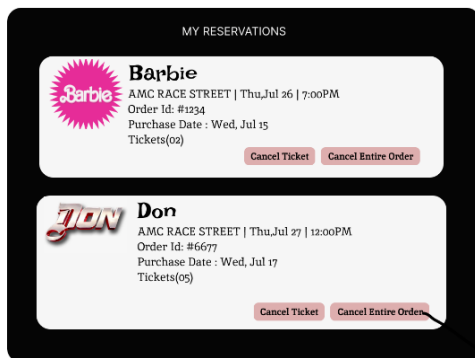 MY RESERVATIONS
Barbie
Barbie
AMC RACE STREET | Thu,Jul 26 | 7:00PM
Order Id: #1234
Purchase Date : Wed, Jul 15
Tickets(02)
Cancel Ticket Cancel Entire Order
DON
Don
AMC RACE STREET | Thu,Jul 27 | 12:00PM
Order Id: #6677
Purchase Date : Wed, Jul 17
Tickets(05)
Cancel Ticket Cancel Entire Order